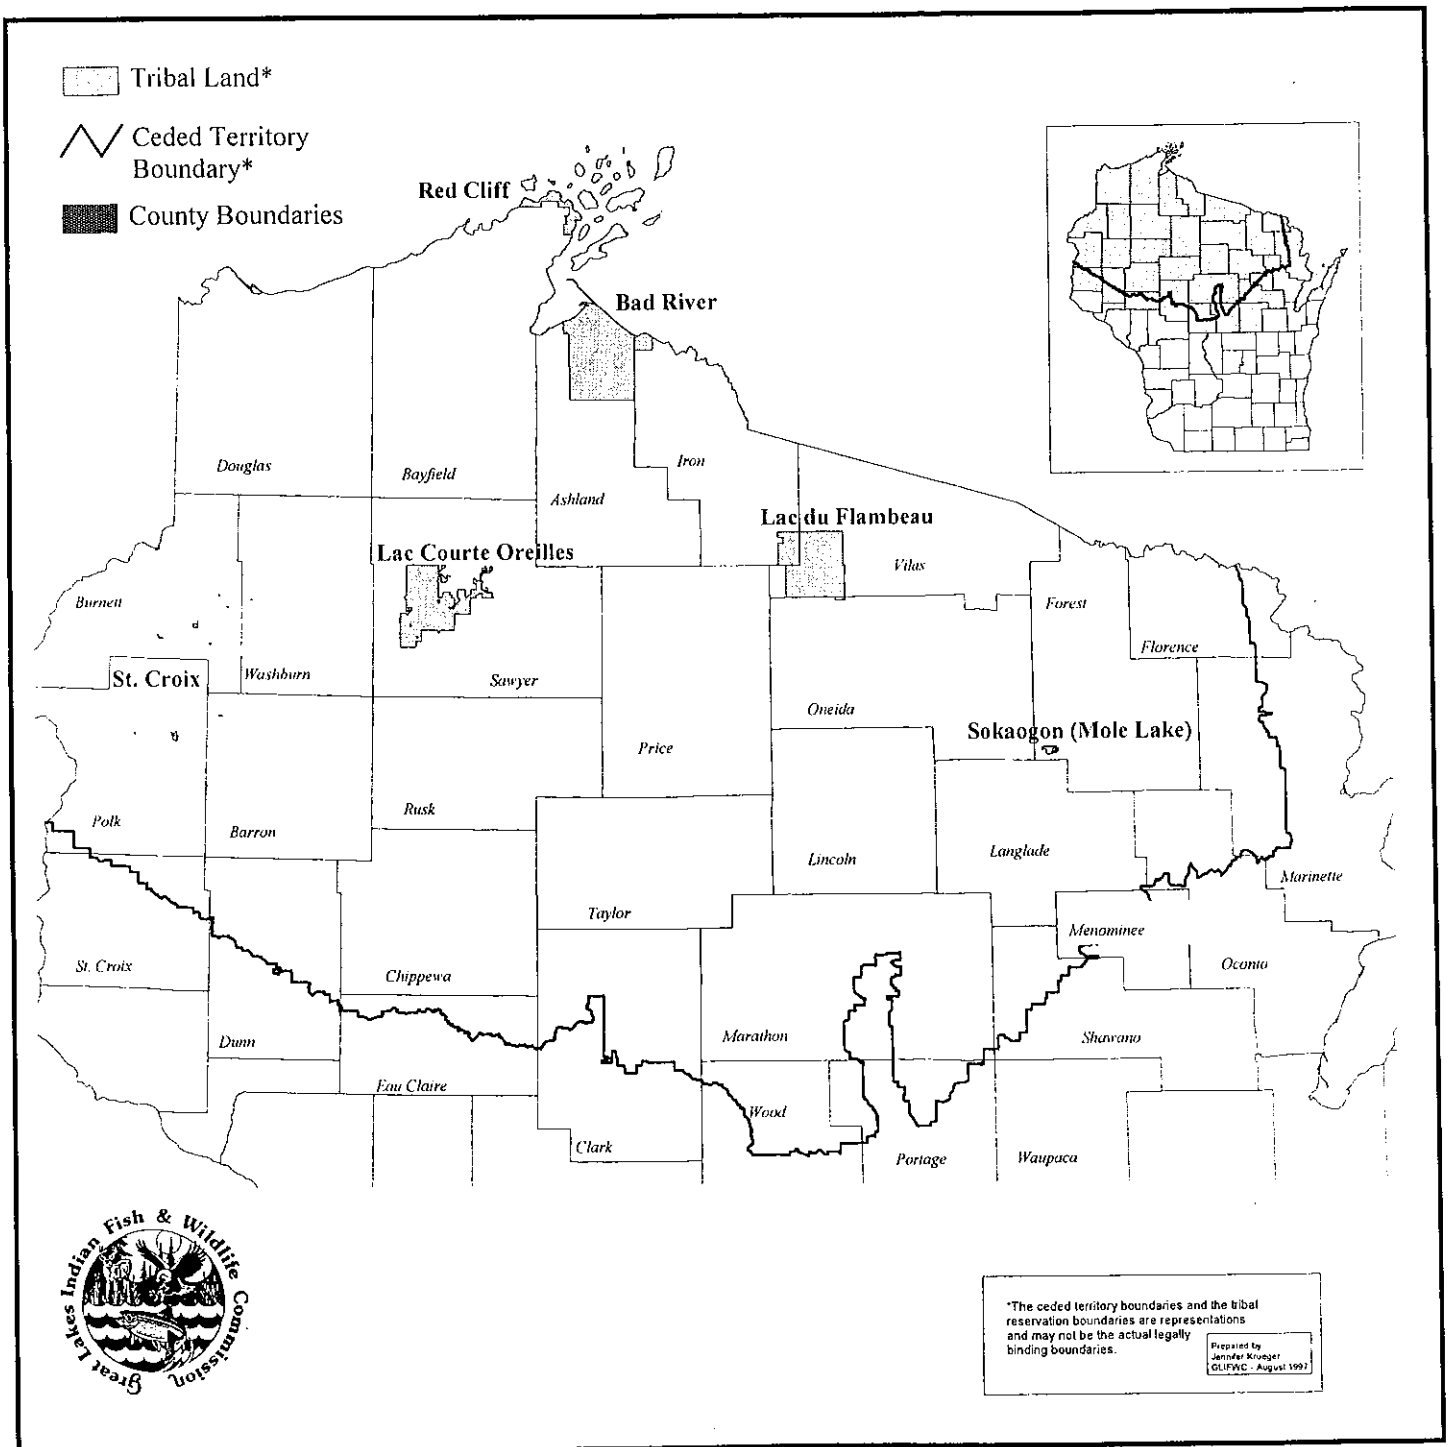 Tribal Land*
Ceded Territory
Boundary*
County Boundaries
Red Cliff
Bad River
Douglas
Bayfield
Ashland
Iron
Lac du Flambeau
Lac Courte Oreilles
Vilas
Burnett
Forest
Florence
St. Croix
Washburn
Sawyer
Oneida
Sokaogon (Mole Lake)
Price
Polk
Barron
Rusk
Lincoln
Langlade
Marinette
Taylor
Menominee
St. Croix
Chippewa
Oconto
Dunn
Marathon
Shawano
Eau Claire
Wood
Clark
Portage
Waupaca
Great Lakes Indian Fish & Wildlife Commission
*The ceded territory boundaries and the tribal
reservation boundaries are representations
and may not be the actual legally
binding boundaries.
Prepared by
Jennifer Krueger
GLIFWC - August 1997